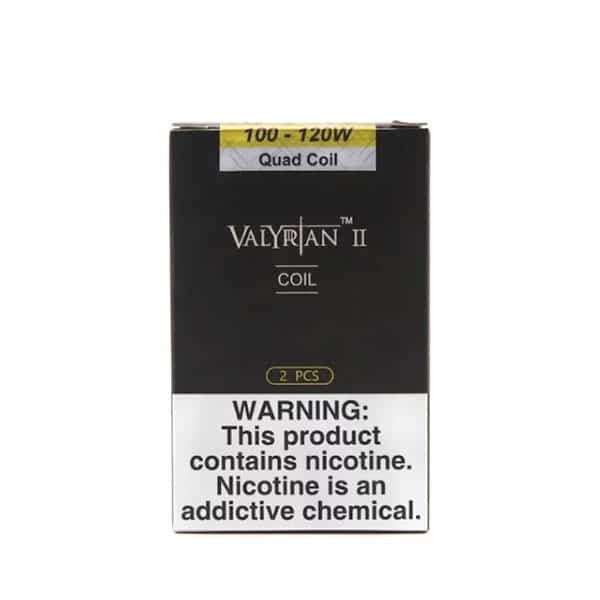 100 - 120W
Quad Coil
VALYRIAN™ II
COIL
2 PCS
WARNING:
This product
contains nicotine.
Nicotine is an
addictive chemical.